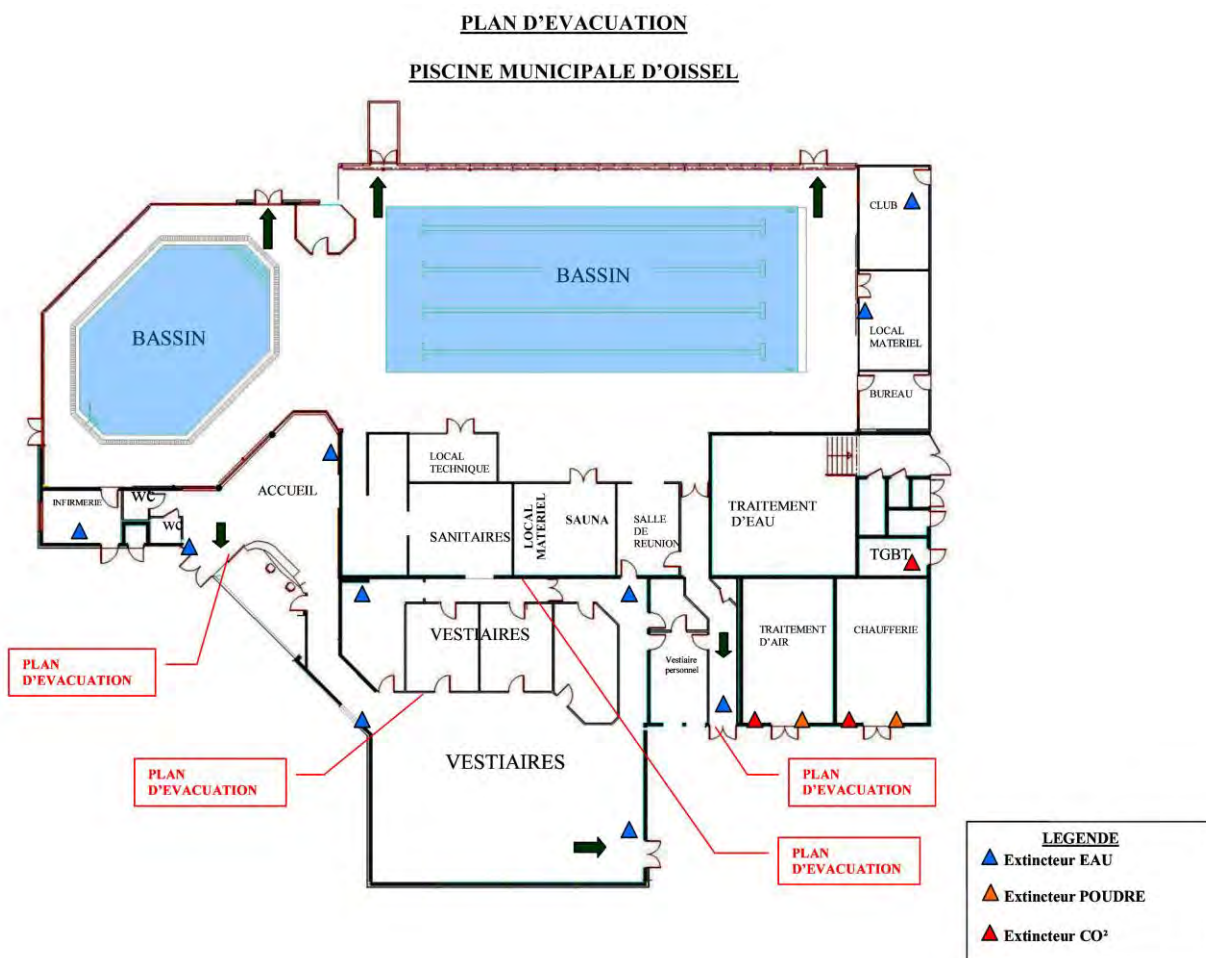 PLAN D'EVACUATION
PISCINE MUNICIPALE D'OISSEL
CLUB
BASSIN
BASSIN
LOCAL
MATERIEL
BUREAU
LOCAL
TECHNIQUE
ACCUEIL
INFIRMERIE
WC
WC
SANITAIRES
LOCAL
MATERIEL
SAUNA
SALLE
DE
REUNION
TRAITEMENT
D'EAU
TGBT
VESTIAIRES
Vestiaire
personnel
TRAITEMENT
D'AIR
CHAUFFERIE
PLAN
D'EVACUATION
VESTIAIRES
PLAN
D'EVACUATION
PLAN
D'EVACUATION
PLAN
D'EVACUATION
LEGENDE
Extincteur EAU
Extincteur POUDRE
Extincteur CO²